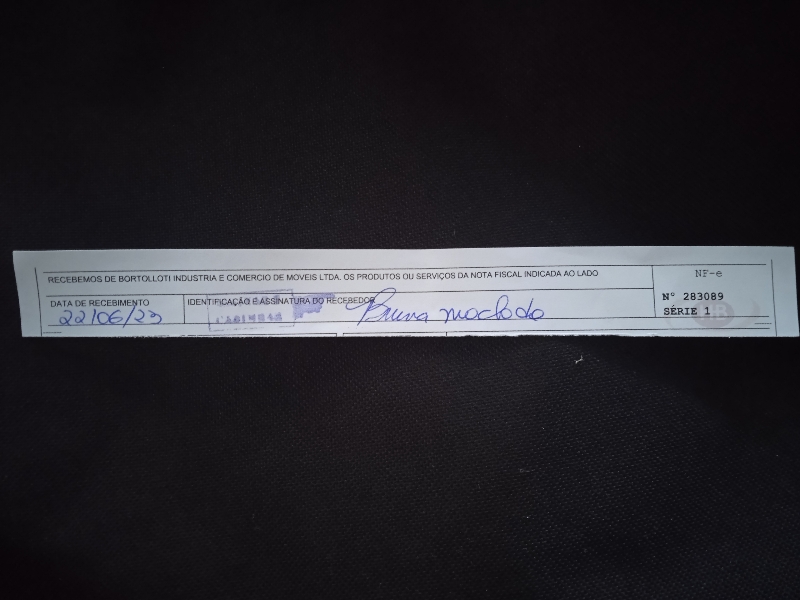 RECEBEMOS DE BORTOLLOTI INDUSTRIA E COMERCIO DE MOVEIS LTDA. OS PRODUTOS OU SERVIÇOS DA NOTA FISCAL INDICADA AO LADO
NF-e
DATA DE RECEBIMENTO
IDENTIFICAÇÃO E ASSINATURA DO RECEBEDOR
Nº 283089
SÉRIE 1
22/06/23
Bruna Machado